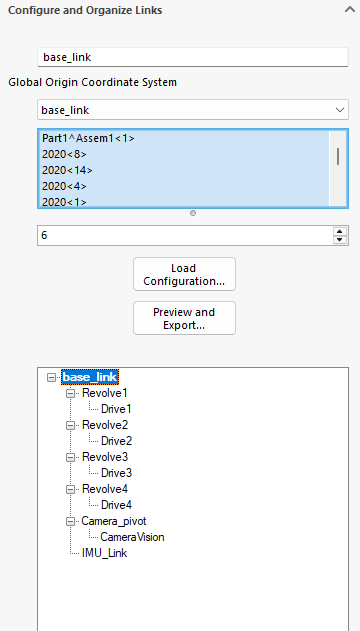 Configure and Organize Links
base_link
Global Origin Coordinate System
base_link
Part1^Assem1<1>
2020<8>
2020<14>
2020<4>
2020<1>
6
Load
Configuration...
Preview and
Export...
base_link
Revolve1
Drive1
Revolve2
Drive2
Revolve3
Drive3
Revolve4
Drive4
Camera_pivot
CameraVision
IMU_Link